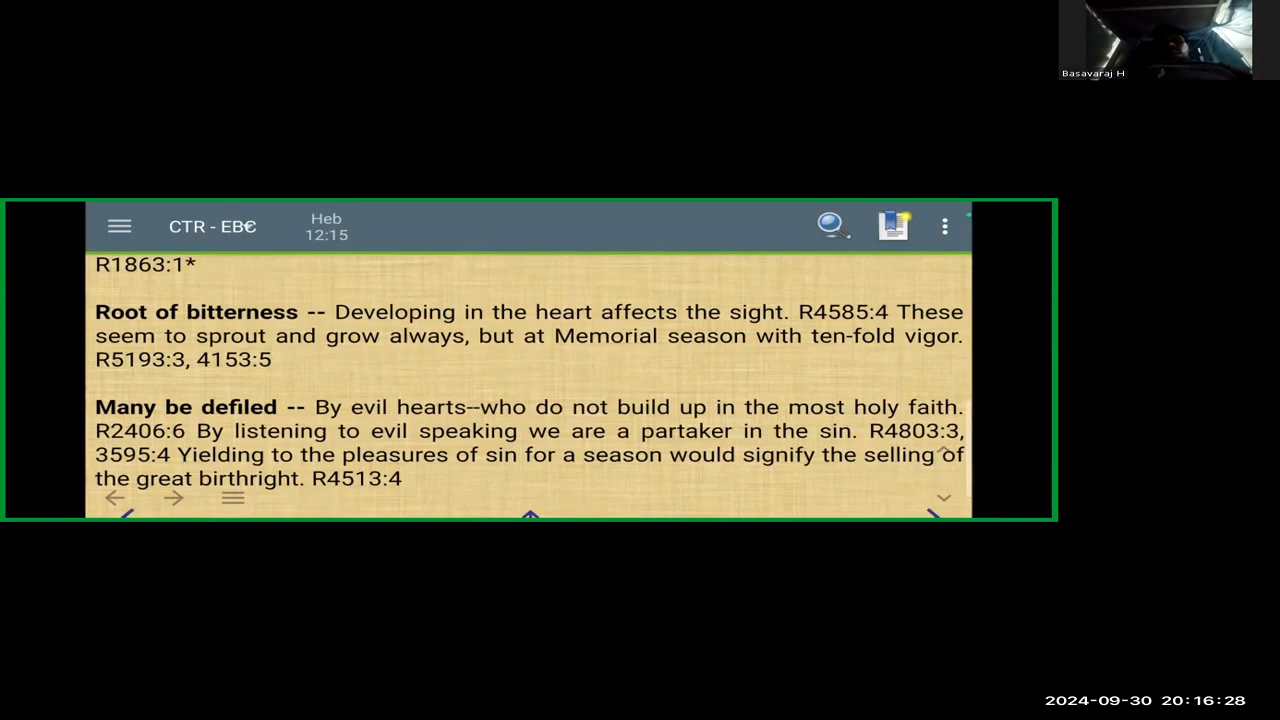 Basavaraj H
CTR - EBC
Heb
12:15
R1863:1*
Root of bitterness -- Developing in the heart affects the sight. R4585:4 These
seem to sprout and grow always, but at Memorial season with ten-fold vigor.
R5193:3, 4153:5
Many be defiled -- By evil hearts--who do not build up in the most holy faith.
R2406:6 By listening to evil speaking we are a partaker in the sin. R4803:3,
3595:4 Yielding to the pleasures of sin for a season would signify the selling of
the great birthright. R4513:4
2024-09-30 20:16:28